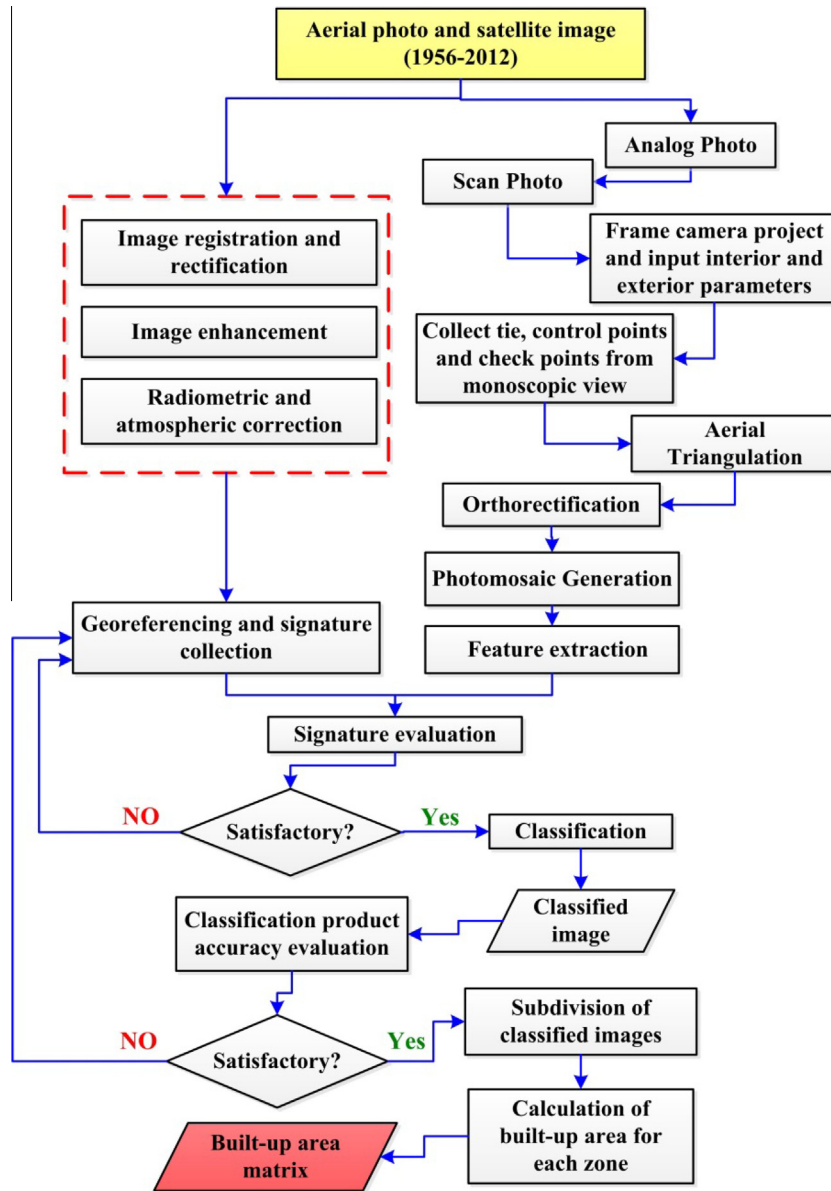 Aerial photo and satellite image
(1956-2012)
Analog Photo
Scan Photo
Image registration and
rectification
Frame camera project
and input interior and
exterior parameters
Image enhancement
Collect tie, control points
and check points from
monoscopic view
Radiometric and
atmospheric correction
Aerial
Triangulation
Orthorectification
Photomosaic Generation
Georeferencing and signature
collection
Feature extraction
Signature evaluation
NO
Satisfactory?
Yes
Classification
Classified
image
Classification product
accuracy evaluation
NO
Satisfactory?
Yes
Subdivision of
classified images
Calculation of
built-up area for
each zone
Built-up area
matrix